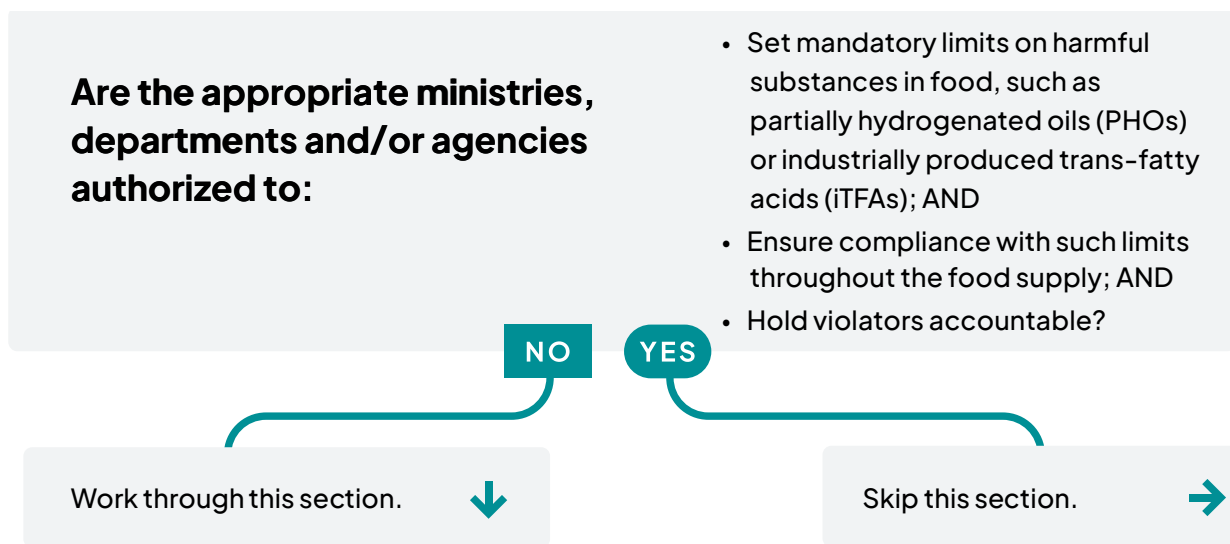 Are the appropriate ministries,
departments and/or agencies
authorized to:
• Set mandatory limits on harmful
substances in food, such as
partially hydrogenated oils (PHOs)
or industrially produced trans-fatty
acids (iTFAs); AND
• Ensure compliance with such limits
throughout the food supply; AND
• Hold violators accountable?
NO
YES
Work through this section.
Skip this section.